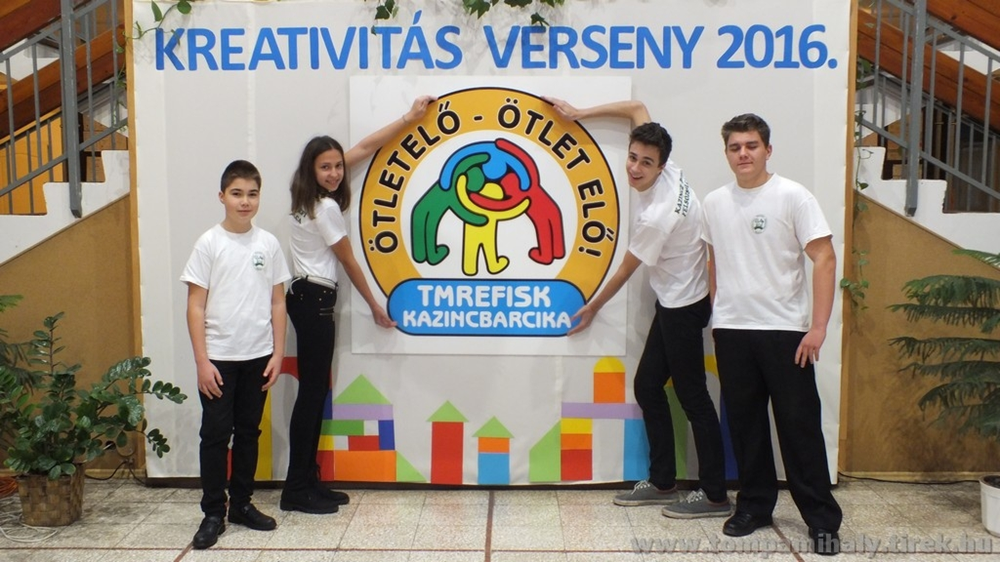 KREATIVITÁS VERSENY 2016.
ÖTLETELŐ - ÖTLET ELŐ!
TMREFISK
KAZINCBARCIKA
www.tompamihaly.tirek.hu